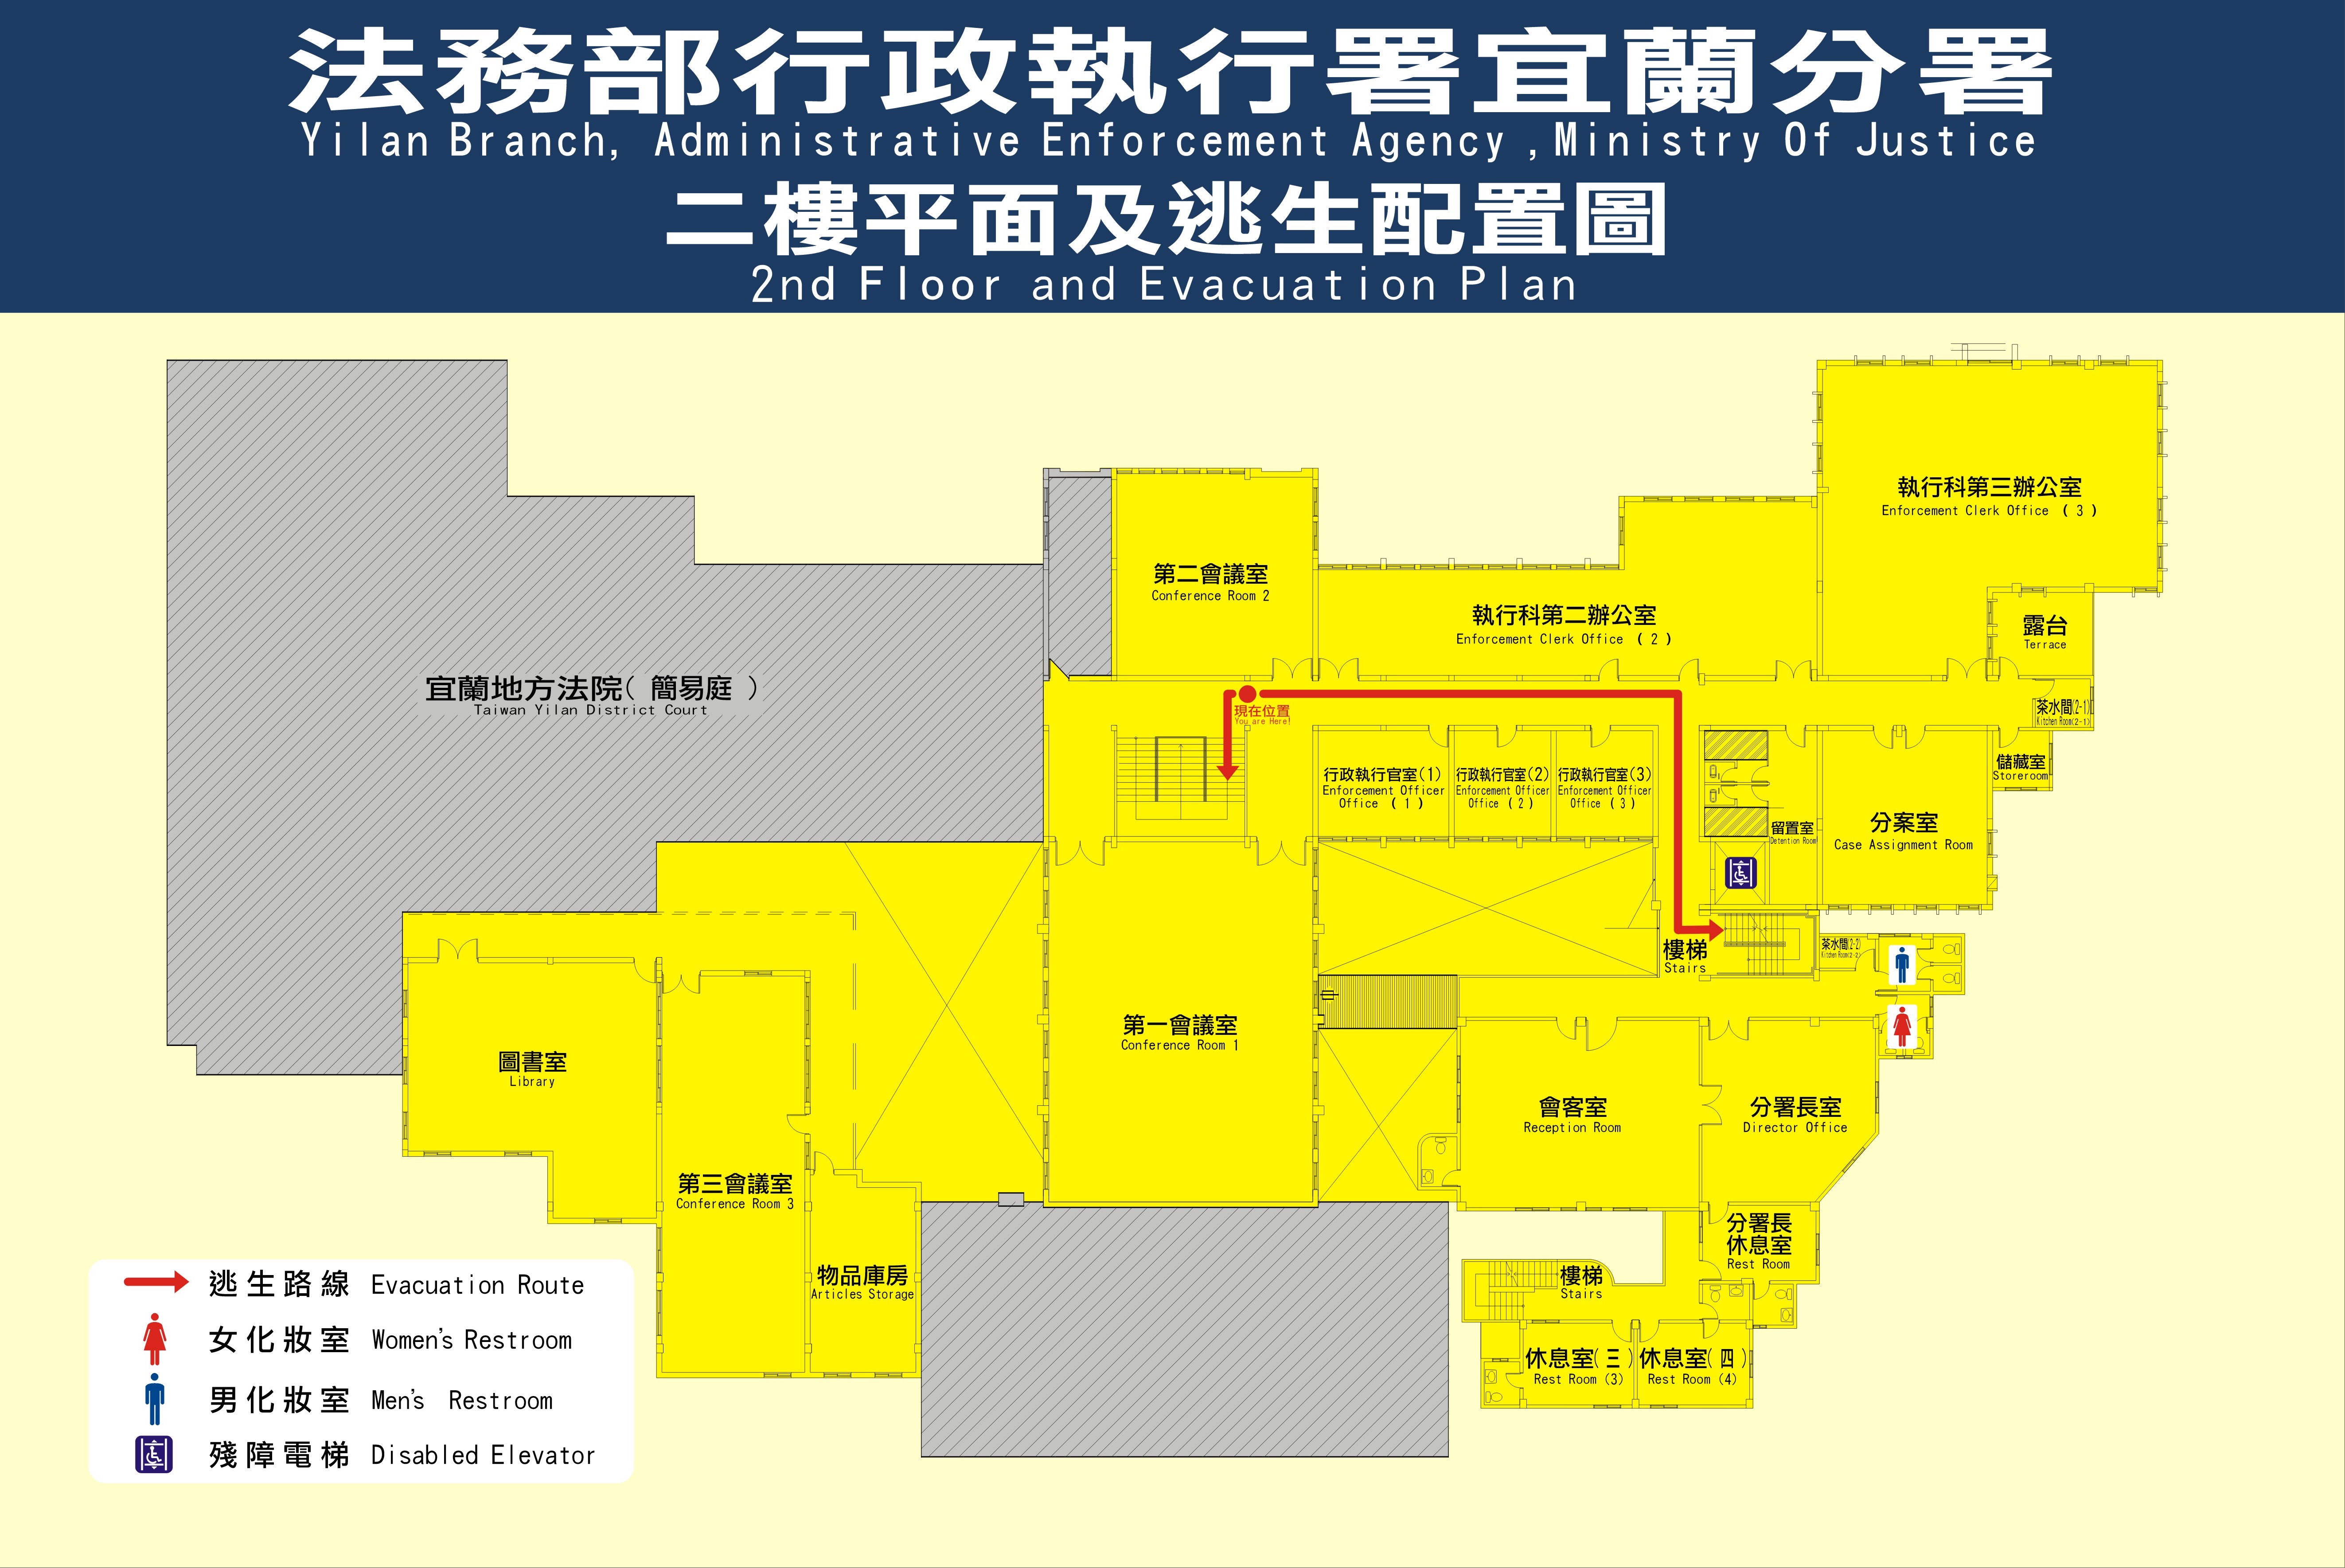 法務部行政執行署宜蘭分署
Yilan Branch, Administrative Enforcement Agency ,Ministry Of Justice
二樓平面及逃生配置圖
2nd Floor and Evacuation Plan
執行科第三辦公室
Enforcement Clerk Office ( 3 )
第二會議室
Conference Room 2
執行科第二辦公室
Enforcement Clerk Office ( 2 )
露台
Terrace
宜蘭地方法院( 簡易庭 )
Taiwan Yilan District Court
現在位置
You are Here!
茶水間(2-1)
Kitchen Room(2-1)
行政執行官室(1)
Enforcement Officer
Office ( 1 )
行政執行官室(2)
Enforcement Officer
Office ( 2 )
行政執行官室(3)
Enforcement Officer
Office ( 3 )
儲藏室
Storeroom
留置室
Detention Room
分案室
Case Assignment Room
樓梯
Stairs
茶水間(2-2)
Kitchen Room(2-2)
第一會議室
Conference Room 1
圖書室
Library
會客室
Reception Room
分署長室
Director Office
第三會議室
Conference Room 3
分署長
休息室
Rest Room
物品庫房
Articles Storage
樓梯
Stairs
休息室( 三 )
Rest Room (3)
休息室( 四 )
Rest Room (4)
逃生路線 Evacuation Route
女化妝室 Women's Restroom
男化妝室 Men's Restroom
殘障電梯 Disabled Elevator